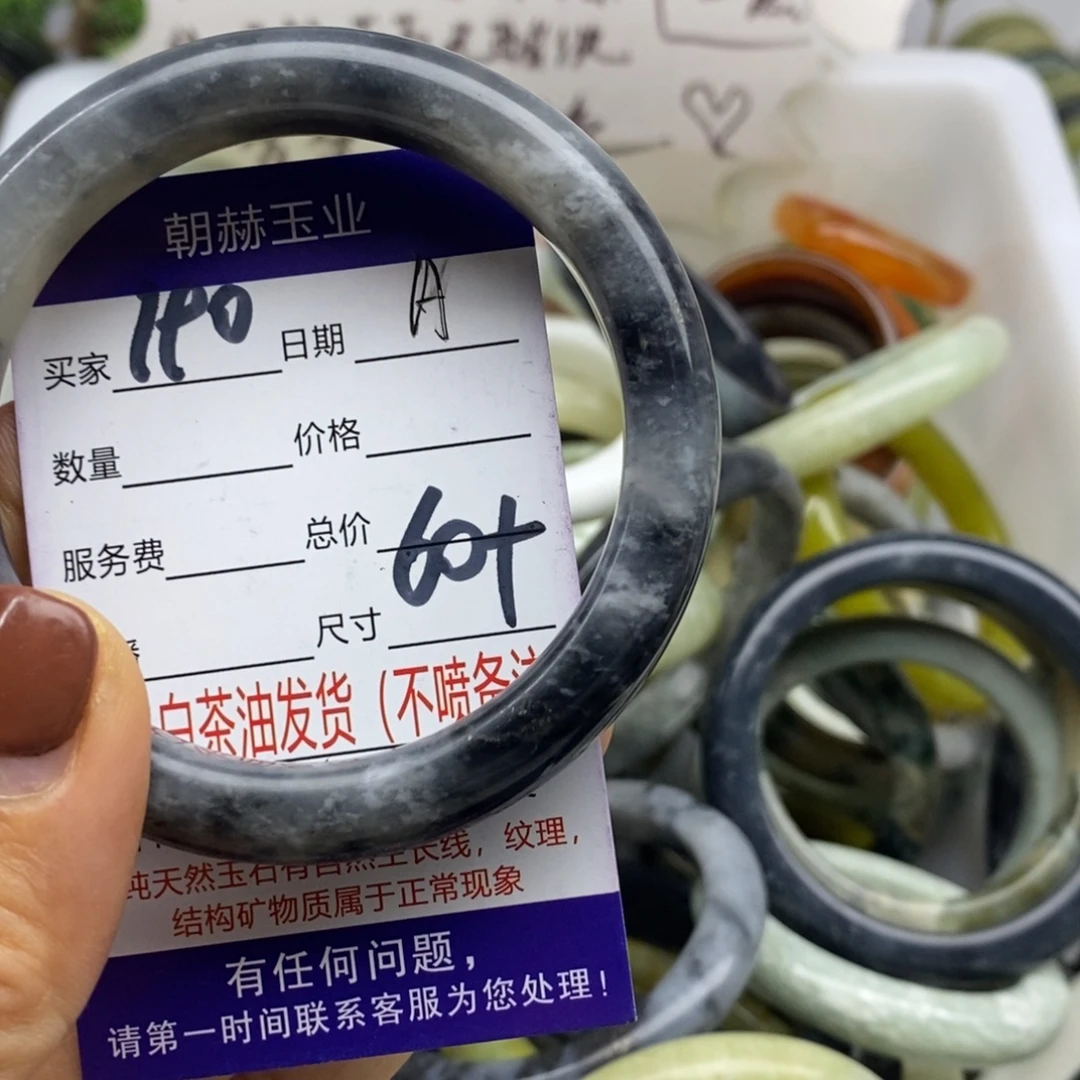 朝赫玉业
买家 140 日期 A
数量 价格
服务费 总价 60+
尺寸
白茶油发货（不喷备注
纯天然玉石有自然生长线，纹理，
结构矿物质属于正常现象
有任何问题，
请第一时间联系客服为您处理！